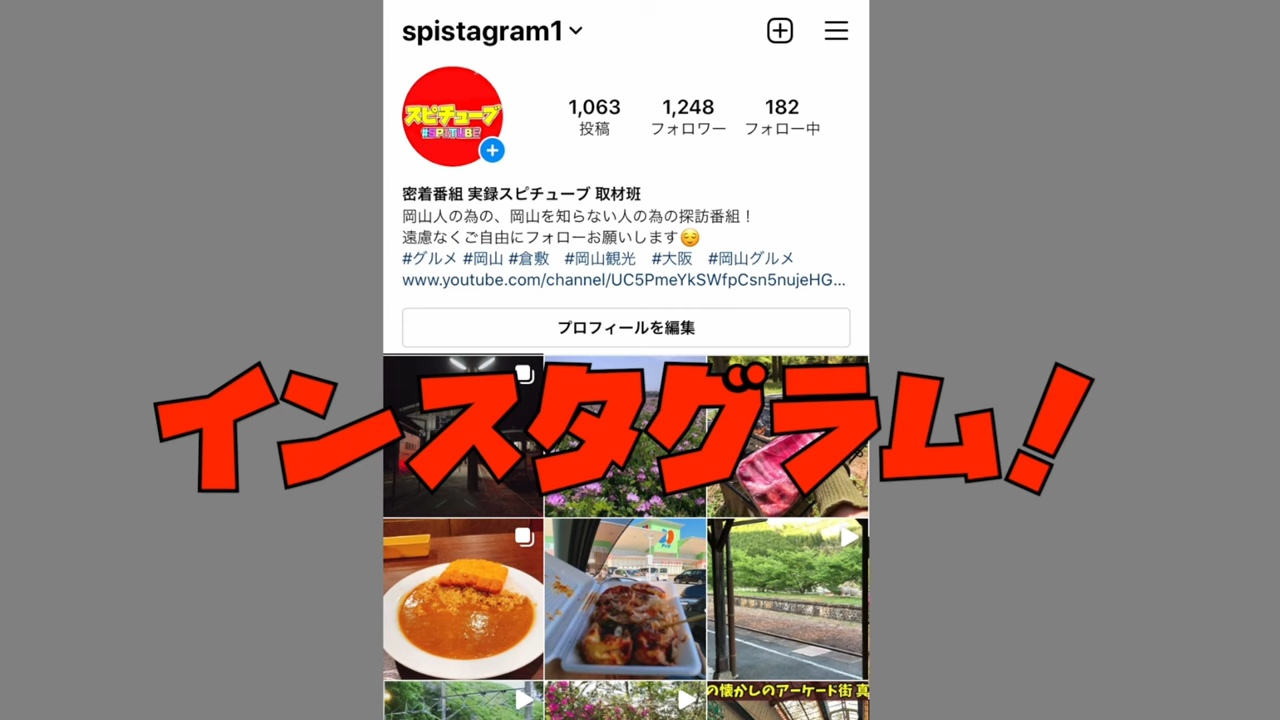 spistagram1
スピチューブ
#SPITUBE
1,063
投稿
1,248
フォロワー
182
フォロー中
密着番組 実録スピチューブ 取材班
岡山人の為の、岡山を知らない人の為の探訪番組！
遠慮なくご自由にフォローお願いします😌
#グルメ #岡山 #倉敷　#岡山観光　#大阪　#岡山グルメ
www.youtube.com/channel/UC5PmeYkSWfpCsn5nujeHG...
プロフィールを編集
インスタグラム！
の懐かしのアーケード街 真